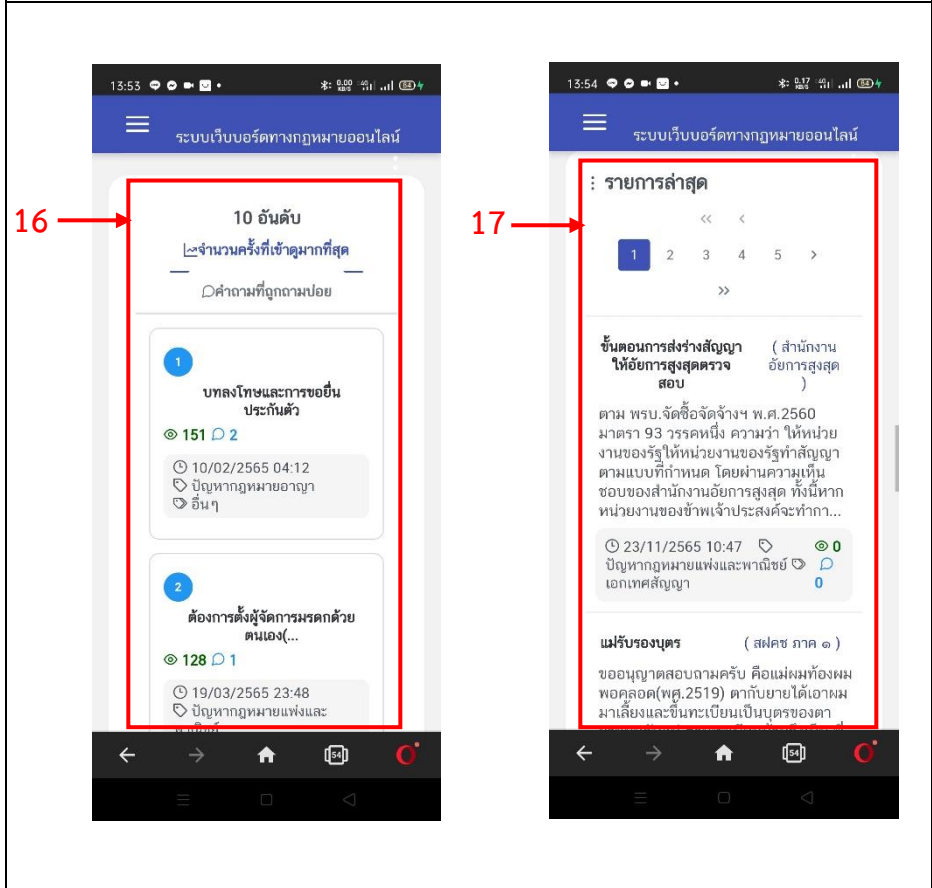 13:53
0.00 KB/S 4G 54
ระบบเว็บบอร์ดทางกฎหมายออนไลน์
16
10 อันดับ
จำนวนครั้งที่เข้าดูมากที่สุด
คำถามที่ถูกถามบ่อย
1
บทลงโทษและการขอยื่น
ประกันตัว
151 2
10/02/2565 04:12
ปัญหากฎหมายอาญา
อื่นๆ
2
ต้องการตั้งผู้จัดการมรดกด้วย
ตนเอง(...
128 1
19/03/2565 23:48
ปัญหากฎหมายแพ่งและ
54
13:54
0.17 KB/S 4G 54
ระบบเว็บบอร์ดทางกฎหมายออนไลน์
17
รายการล่าสุด
« ‹
1 2 3 4 5 ›
»
ขั้นตอนการส่งร่างสัญญา ( สำนักงาน
ให้อัยการสูงสุดตรวจ อัยการสูงสุด
สอบ )
ตาม พรบ.จัดซื้อจัดจ้างฯ พ.ศ.2560
มาตรา 93 วรรคหนึ่ง ความว่า ให้หน่วย
งานของรัฐให้หน่วยงานของรัฐทำสัญญา
ตามแบบที่กำหนด โดยผ่านความเห็น
ชอบของสำนักงานอัยการสูงสุด ทั้งนี้หาก
หน่วยงานของข้าพเจ้าประสงค์จะทำกา...
23/11/2565 10:47 0
ปัญหากฎหมายแพ่งและพาณิชย์
เอกเทศสัญญา 0
แม่รับรองบุตร ( สฝคช ภาค ๑ )
ขออนุญาตสอบถามครับ คือแม่ผมท้องผม
พอคลอด(พศ.2519) ตากับยายได้เอาผม
มาเลี้ยงและขึ้นทะเบียนเป็นบุตรของตา
54